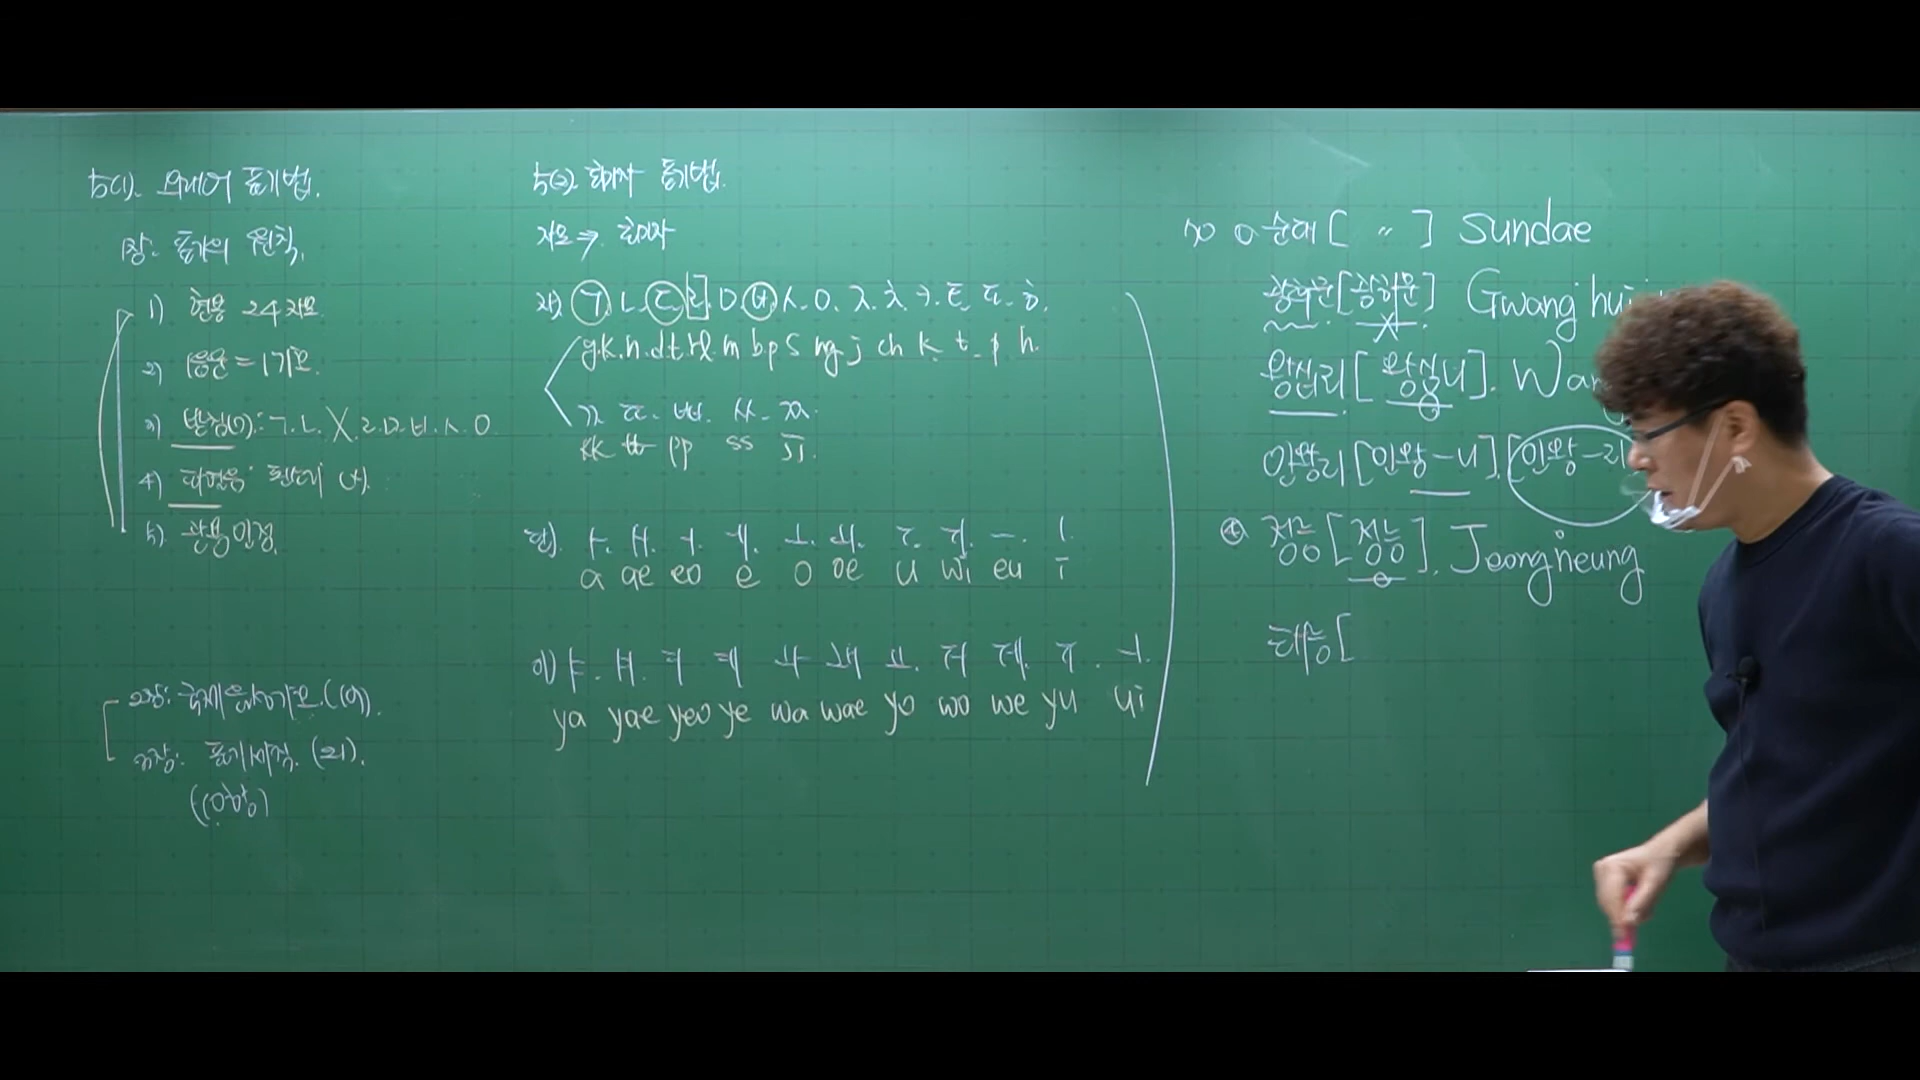 5(1). 외래어 표기법.
1장: 표기의 원칙.
1) 현용 24 자모
2) 1음운 = 1기호.
3) 받침(7): ㄱ.ㄴ.X.ㄹ.ㅁ.ㅂ.ㅅ.ㅇ
4) 파열음: 된소리 (X).
5) 관용 인정.
2장: 국제음성기호.
3장: 표기세칙.
5(2). 로마자 표기법.
자모 → 로마자
자) ㄱ.ㄴ.ㄷ.ㄹ.ㅁ.ㅂ.ㅅ.ㅇ.ㅈ.ㅊ.ㅋ.ㅌ.ㅍ.ㅎ.
g.k.n.d.t.r.l m b.p s ng j ch k. t. p h.
ㄲ ㄸ. ㅃ. ㅆ. ㅉ.
kk tt pp ss jj.
단). ㅏ. ㅐ. ㅓ. ㅔ. ㅗ. ㅚ. ㅜ. ㅟ. ㅡ. ㅣ.
a ae eo e o oe u wi eu i
이) ㅑ. ㅒ. ㅕ ㅖ ㅘ ㅙ ㅛ. ㅝ ㅞ. ㅠ. ㅢ.
ya yae yeo ye wa wae yo wo we yu ui
순대 [ 〃 ] Sundae
광희문 [광히문] Gwang hui
왕십리 [왕심니]. Wan
인왕리 [인왕-니]. [인왕-리
정릉 [정능]. Jeongneung
태릉 [